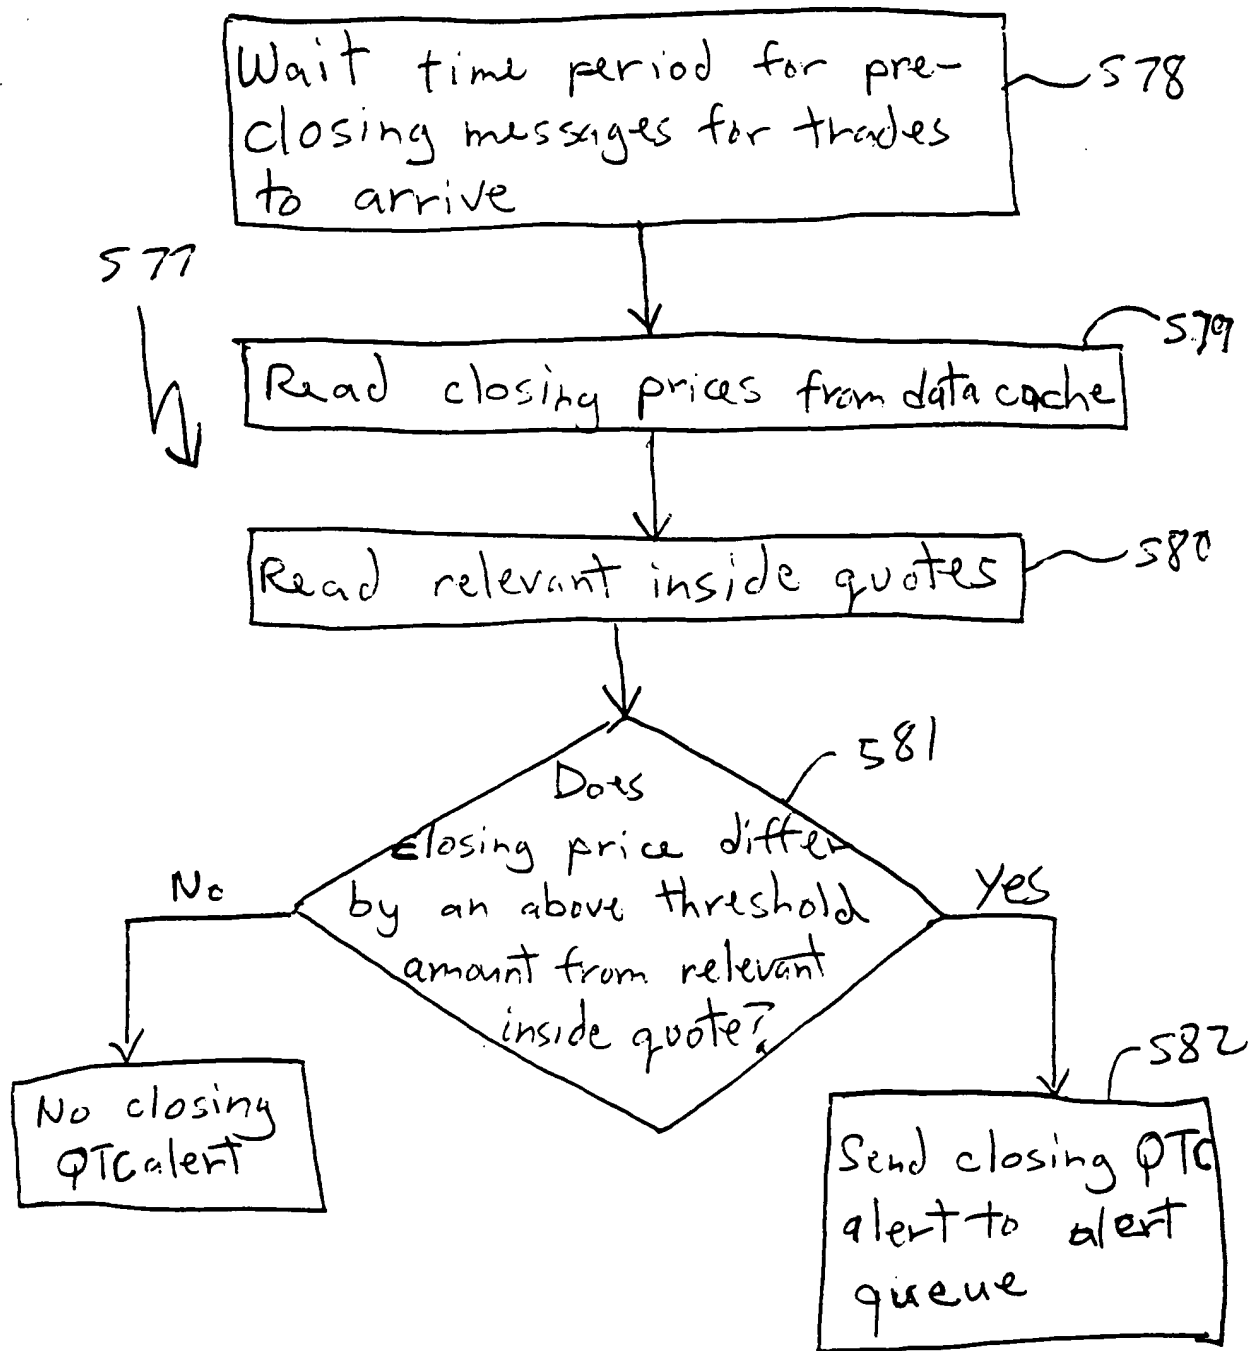 Wait time period for pre-
closing messages for trades
to arrive
578
577
579
Read closing prices from data cache
580
Read relevant inside quotes
581
Does
closing price differ
by an above threshold
amount from relevant
inside quote?
No
Yes
582
No closing
QTC alert
Send closing QTC
alert to alert
queue